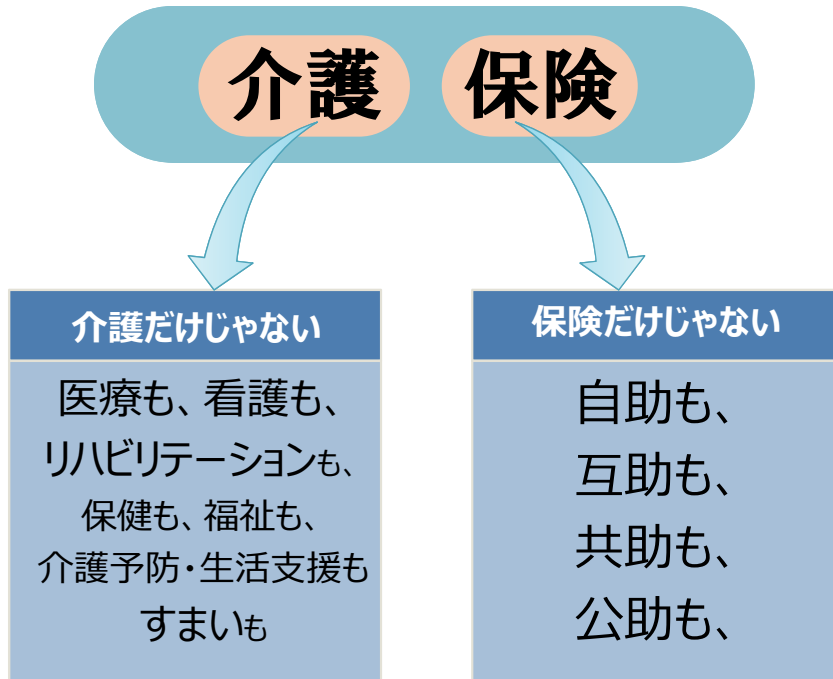 介護 保険
介護だけじゃない
医療も、看護も、
リハビリテーションも、
保健も、福祉も、
介護予防・生活支援も
すまいも
保険だけじゃない
自助も、
互助も、
共助も、
公助も、